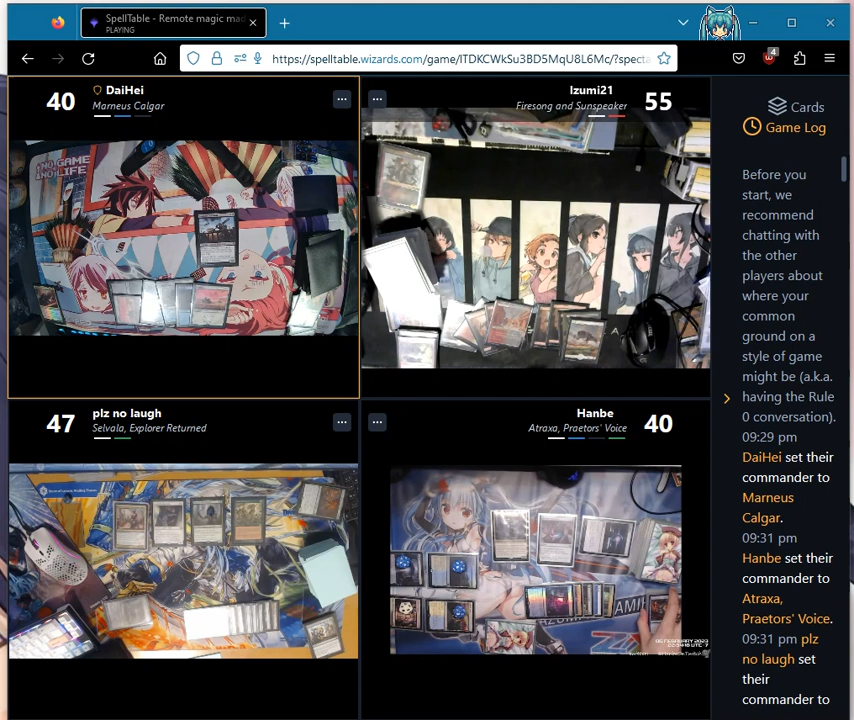 SpellTable - Remote magic mad
PLAYING
https://spelltable.wizards.com/game/ITDKCWkSu3BD5MqU8L6Mc/?specta
4
40
DaiHei
Marneus Calgar
Izumi21
Firesong and Sunspeaker
55
NO GAME
NO LIFE
47
plz no laugh
Selvala, Explorer Returned
Hanbe
Atraxa, Praetors' Voice
40
Cards
Game Log
Before you
start, we
recommend
chatting with
the other
players about
where your
common
ground on a
style of game
might be (a.k.a.
having the Rule
0 conversation).
09:29 pm
DaiHei set their
commander to
Marneus
Calgar.
09:31 pm
Hanbe set their
commander to
Atraxa,
Praetors' Voice.
09:31 pm plz
no laugh set
their
commander to